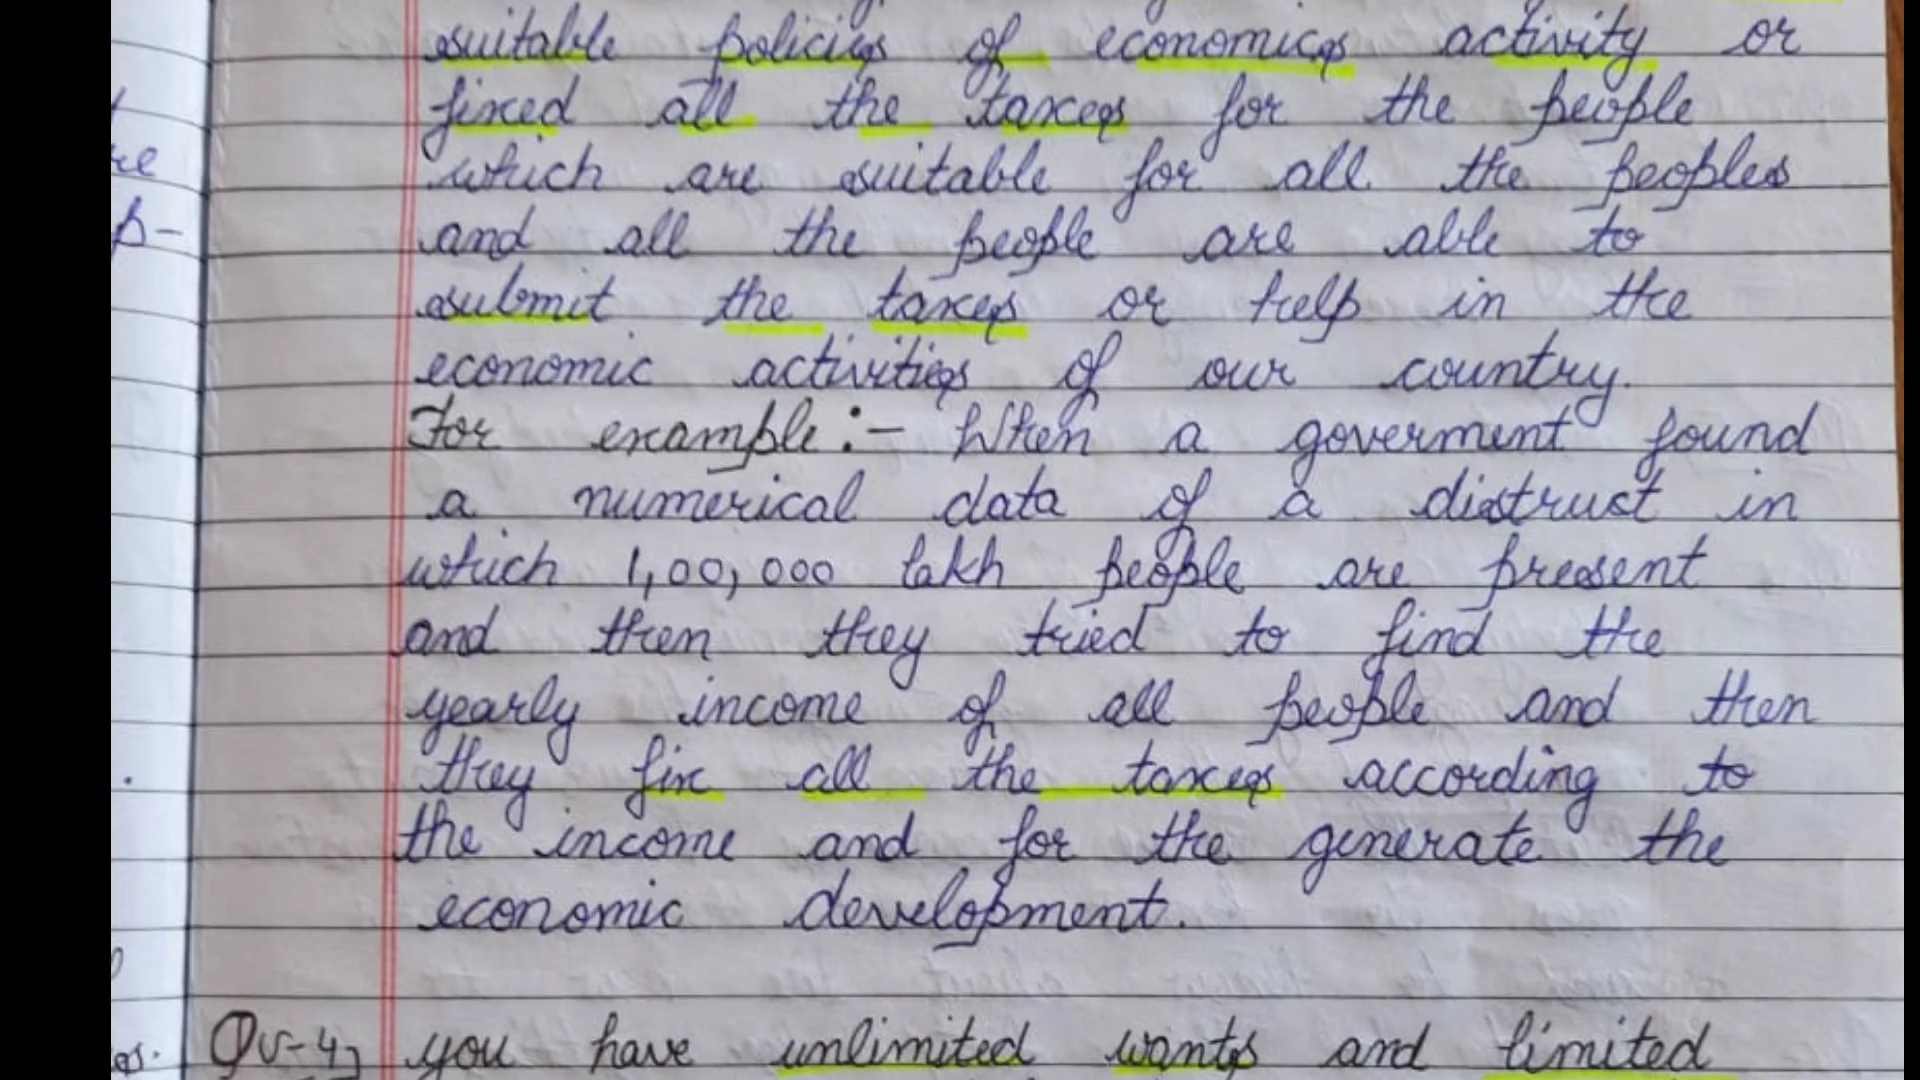 suitable policies of economics activity or
fixed all the taxes for the people
which are suitable for all the peoples
and all the people are able to
submit the taxes or help in the
economic activities of our country.
For example :- When a goverment found
a numerical data of a distruct in
which 1,00,000 lakh people are present
and then they tried to find the
yearly income of all people and then
they fix all the taxes according to
the income and for the generate the
economic development.
Qu-4, you have unlimited wants and limited